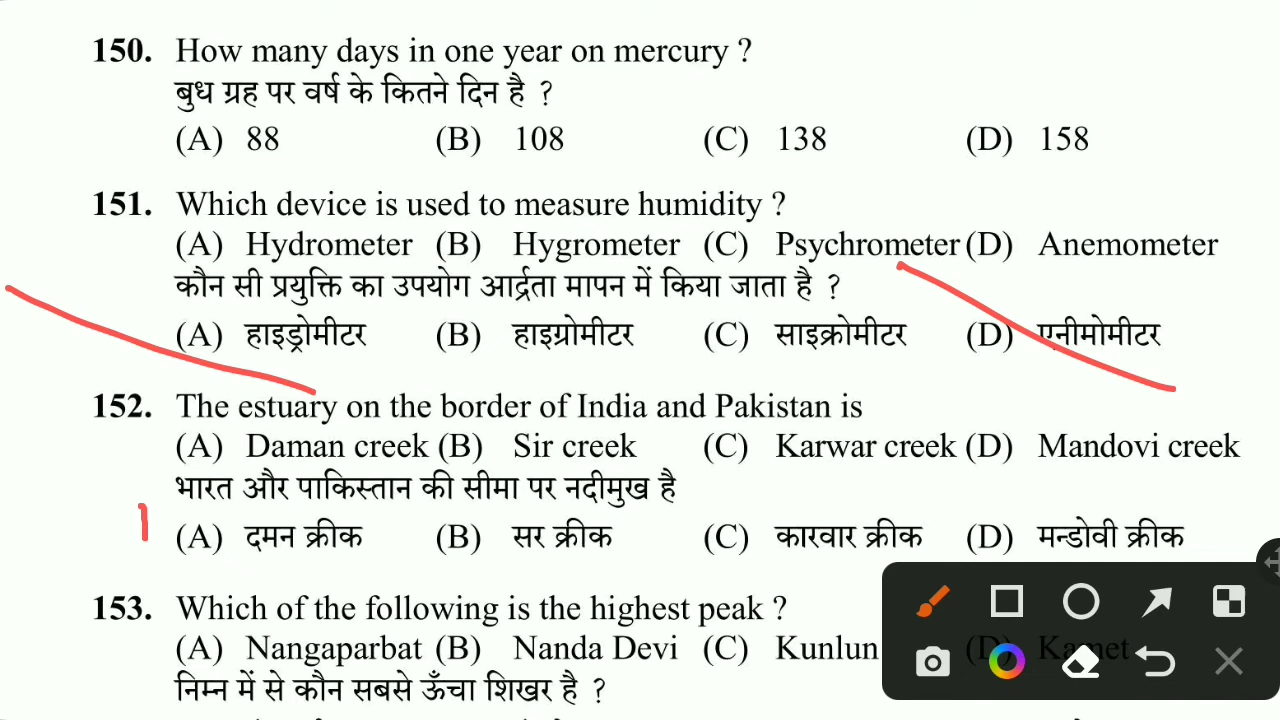 150. How many days in one year on mercury ?
बुध ग्रह पर वर्ष के कितने दिन है ?
(A) 88 (B) 108 (C) 138 (D) 158
151. Which device is used to measure humidity ?
(A) Hydrometer (B) Hygrometer (C) Psychrometer (D) Anemometer
कौन सी प्रयुक्ति का उपयोग आर्द्रता मापन में किया जाता है ?
(A) हाइड्रोमीटर (B) हाइग्रोमीटर (C) साइक्रोमीटर (D) एनीमोमीटर
152. The estuary on the border of India and Pakistan is
(A) Daman creek (B) Sir creek (C) Karwar creek (D) Mandovi creek
भारत और पाकिस्तान की सीमा पर नदीमुख है
(A) दमन क्रीक (B) सर क्रीक (C) कारवार क्रीक (D) मन्डोवी क्रीक
153. Which of the following is the highest peak ?
(A) Nangaparbat (B) Nanda Devi (C) Kunlun (D) Kamet
निम्न में से कौन सबसे ऊँचा शिखर है ?